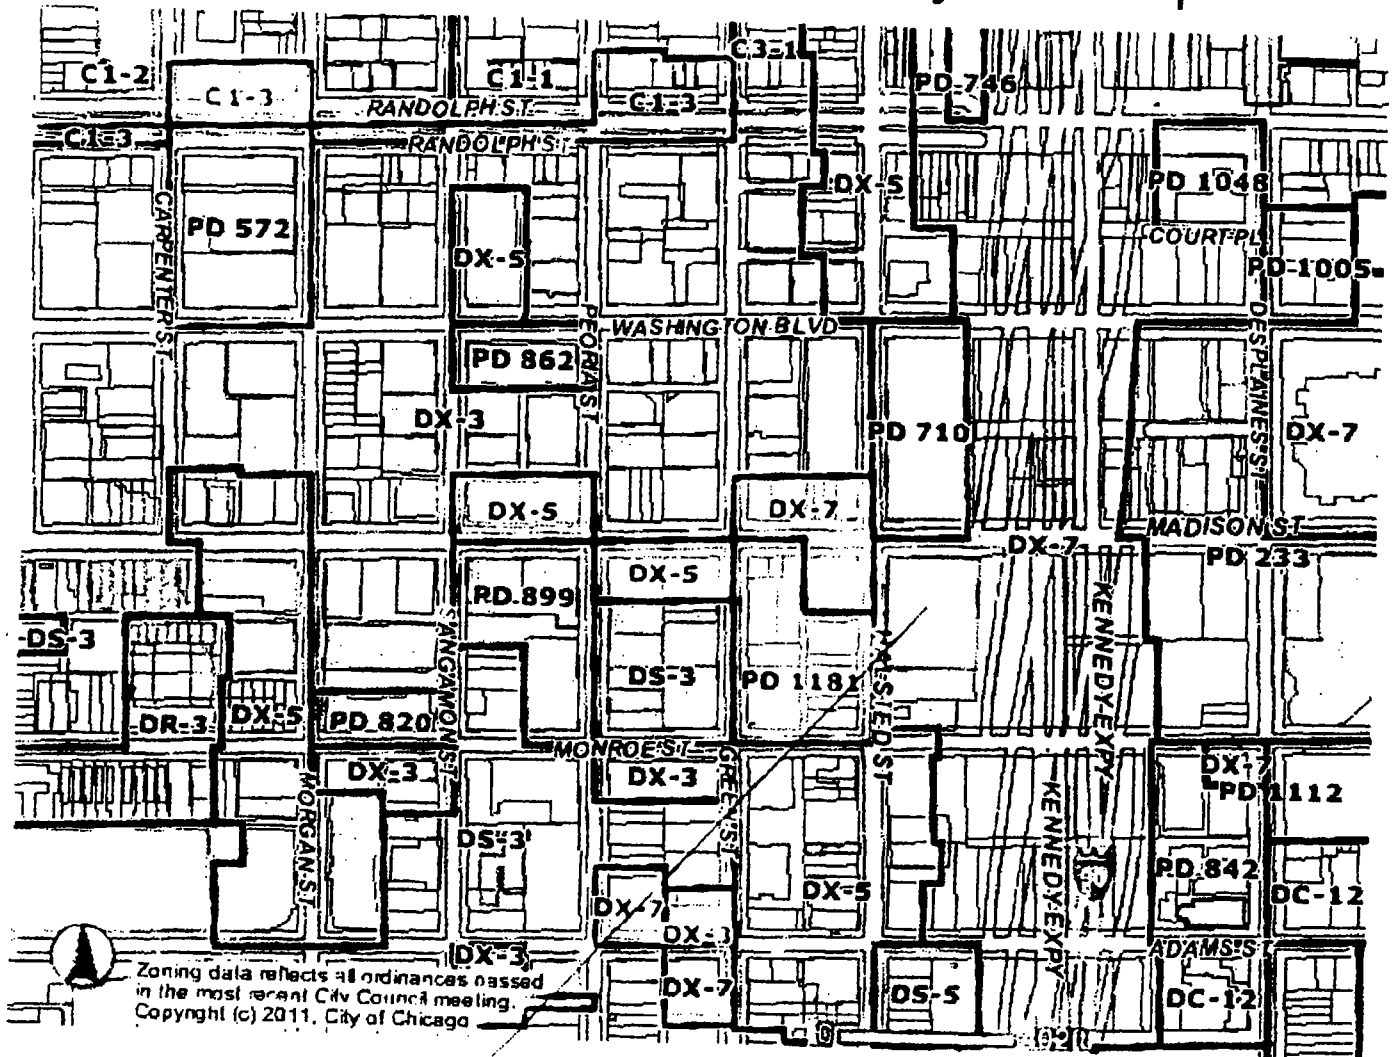 C3-1
C1-2
C1-1
PD 746
C1-3
C1-3
RANDOLPH ST
C1-3
RANDOLPH ST
DX-5
PD 1048
CARPENTER ST
PD 572
COURT PL
DX-5
PD 1005
PEORIA ST
WASHINGTON BLVD
DESPLAINES ST
PD 862
DX-3
PD 710
DX-7
DX-5
DX-7
MADISON ST
DX-7
PD 233
DX-5
PD 899
KENNEDY EXPY
DS-3
SANGAMON ST
DS-3
PD 1181
HALSTED ST
DR-3
DX-5
PD 820
MONROE ST
DX-3
DX-3
GREEN ST
DX-7
PD 1112
MORGAN ST
KENNEDY EXPY
DS-3
PD 842
DX-5
DC-12
DX-7
DX-3
ADAMS ST
DX-3
Zoning data reflects all ordinances passed
in the most recent City Council meeting.
Copyright (c) 2011, City of Chicago
DX-7
DS-5
DC-12